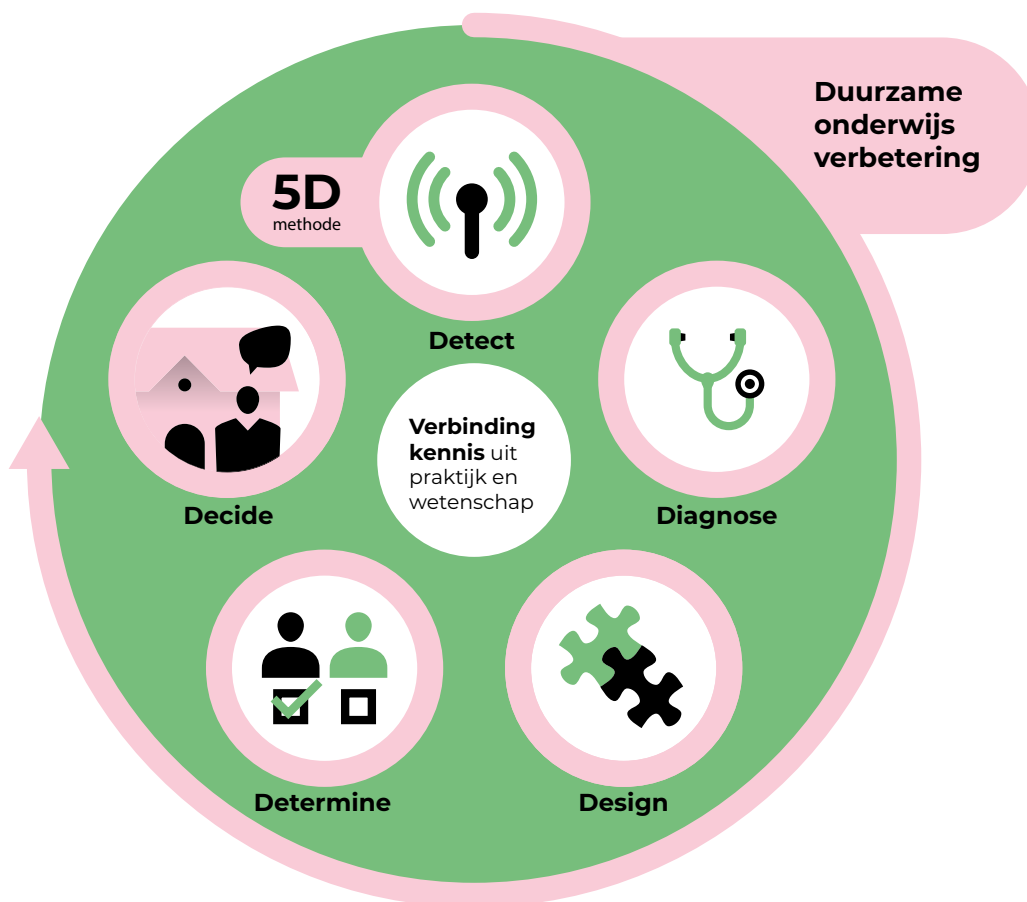 Duurzame
onderwijs
verbetering
5D
methode
Detect
Verbinding
kennis uit
praktijk en
wetenschap
Decide
Diagnose
Determine
Design